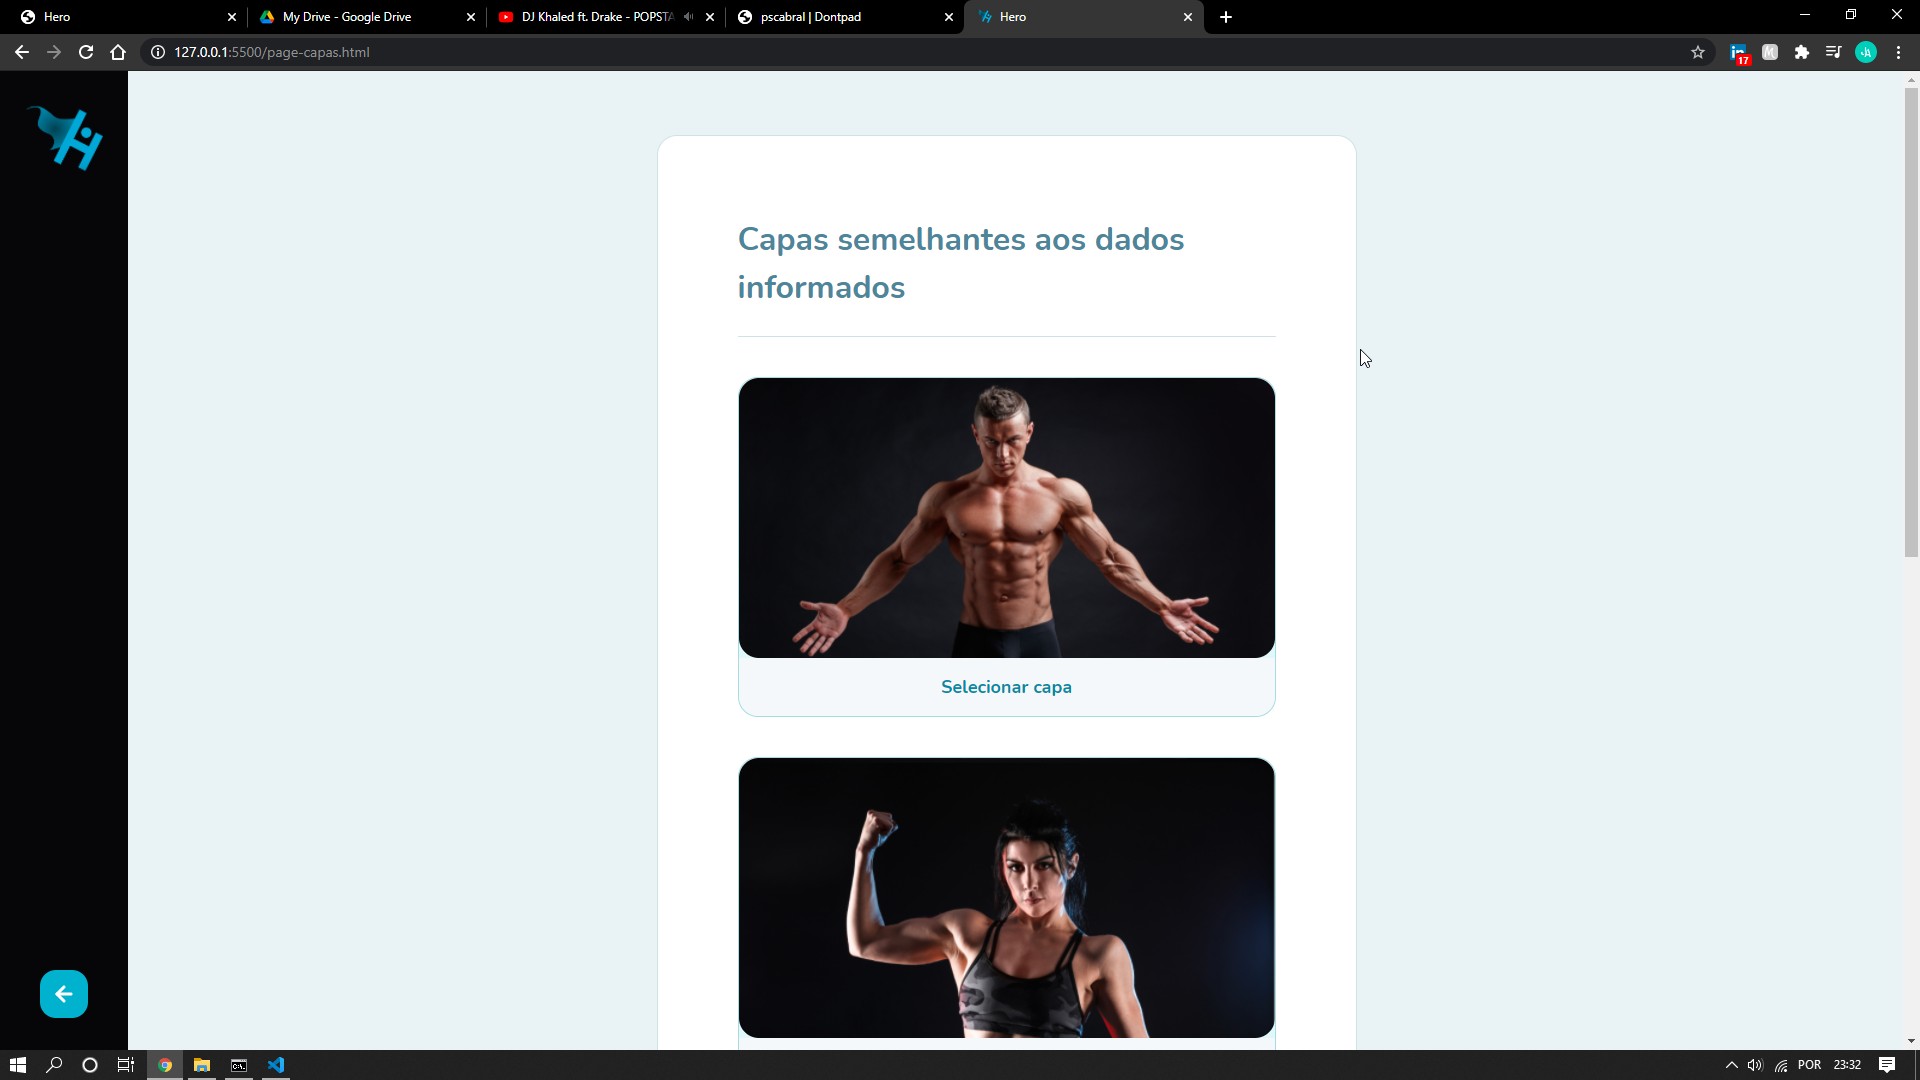 Hero
My Drive - Google Drive
DJ Khaled ft. Drake - POPSTA
pscabral | Dontpad
Hero
127.0.0.1:5500/page-capas.html
17
Capas semelhantes aos dados
informados
Selecionar capa
POR
23:32